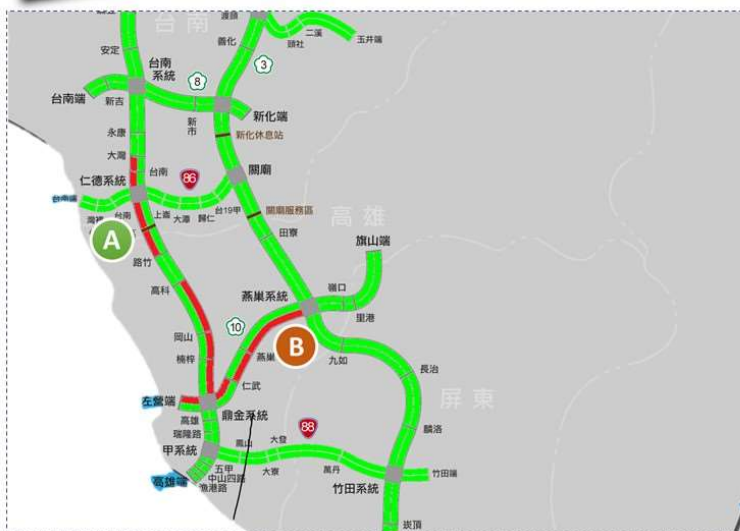 台南
渡頭
安定
善化
頭社
二溪
玉井端
台南
系統
3
8
台南端
新吉
新市
新化端
永康
新化休息站
大灣
台南
關廟
仁德系統
86
台南端
台南
上崙
大潭
歸仁
台19甲
關廟服務區
高雄
A
田寮
旗山端
路竹
高科
燕巢系統
嶺口
里港
10
岡山
B
燕巢
九如
楠梓
長治
仁武
屏東
左營端
鼎金系統
高雄
麟洛
瑞隆路
88
鳳山
大發
甲系統
五甲
大寮
萬丹
竹田端
中山四路
高雄端
漁港路
竹田系統
崁頂